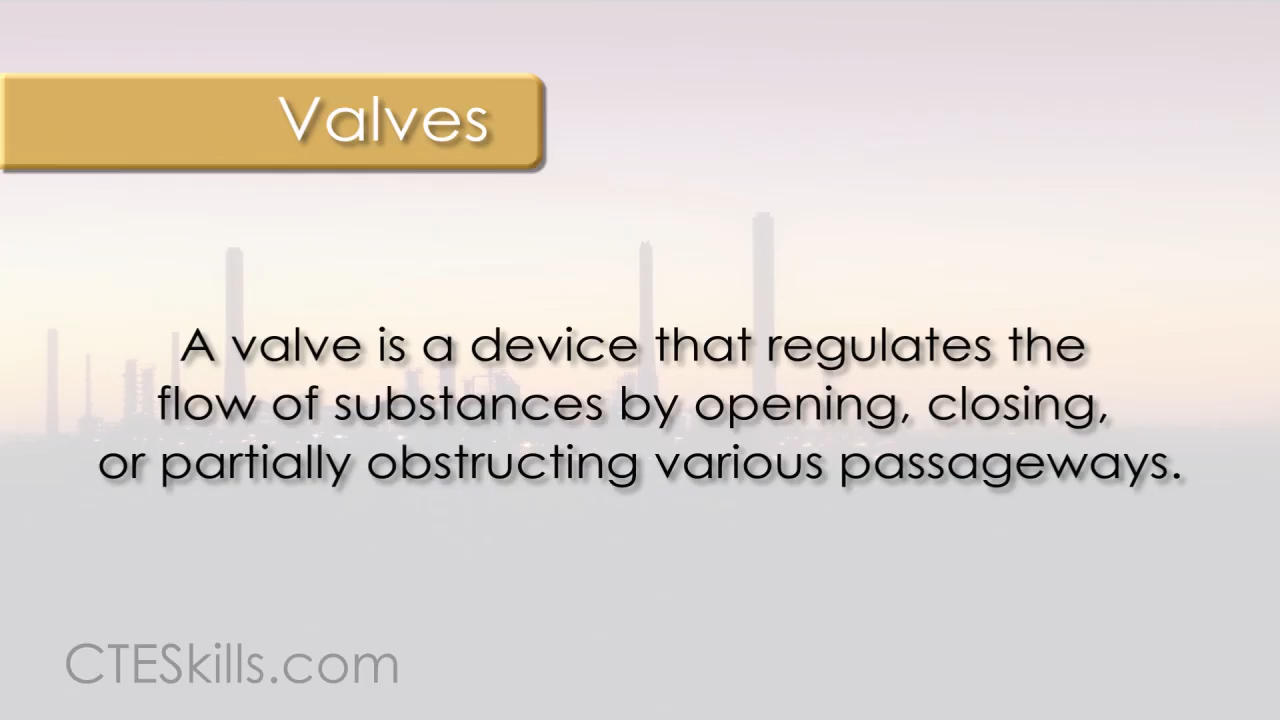 Valves
A valve is a device that regulates the
flow of substances by opening, closing,
or partially obstructing various passageways.
CTESkills.com